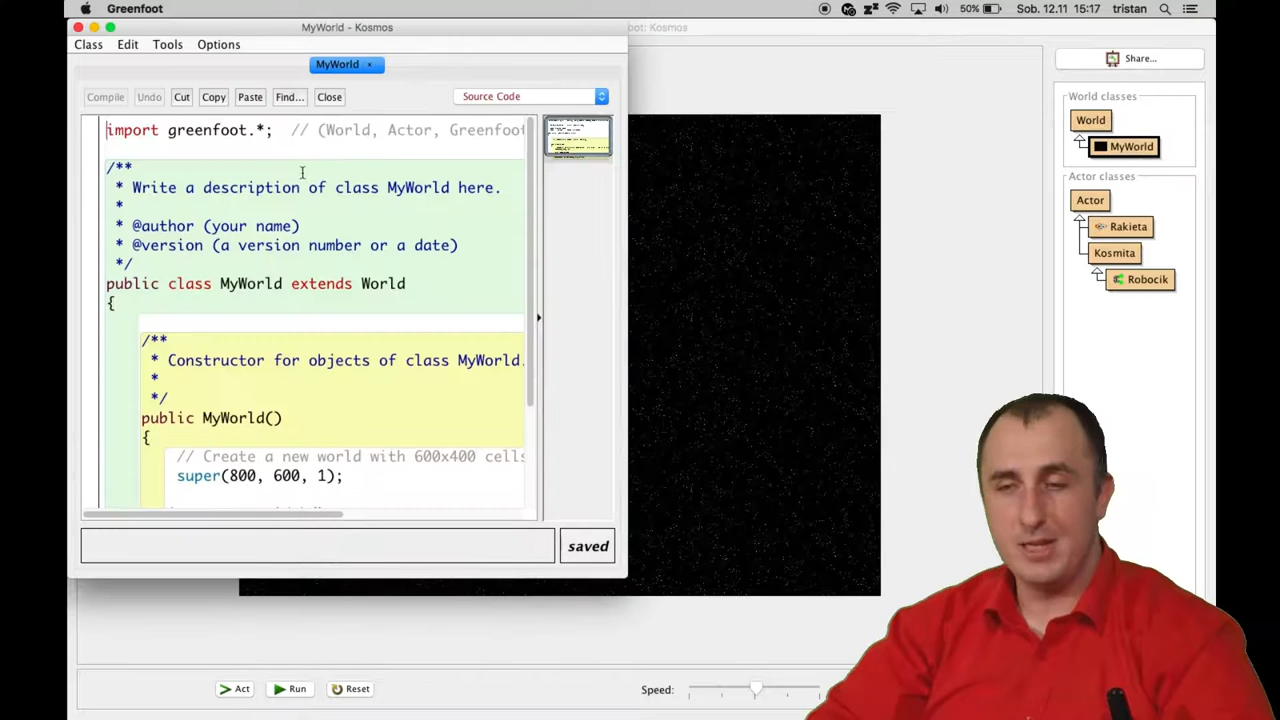 Greenfoot
50%
Sob. 12.11 15:17 tristan
MyWorld - Kosmos
foot: Kosmos
Class Edit Tools Options
MyWorld ×
Compile Undo Cut Copy Paste Find... Close Source Code
import greenfoot.*; // (World, Actor, Greenfoot
/**
* Write a description of class MyWorld here.
*
* @author (your name)
* @version (a version number or a date)
*/
public class MyWorld extends World
{
/**
* Constructor for objects of class MyWorld.
*
*/
public MyWorld()
{
// Create a new world with 600x400 cells
super(800, 600, 1);
saved
Share...
World classes
World
MyWorld
Actor classes
Actor
Rakieta
Kosmita
Robocik
Act Run Reset Speed: